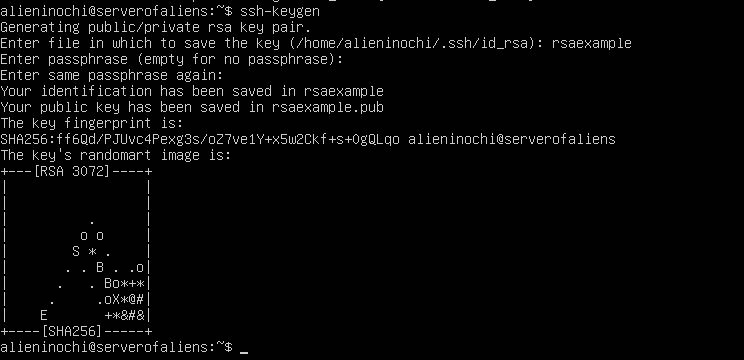 alieninochi@serverofaliens:~$ ssh-keygen
Generating public/private rsa key pair.
Enter file in which to save the key (/home/alieninochi/.ssh/id_rsa): rsaexample
Enter passphrase (empty for no passphrase):
Enter same passphrase again:
Your identification has been saved in rsaexample
Your public key has been saved in rsaexample.pub
The key fingerprint is:
SHA256:ff6Qd/PJUvc4Pexg3s/oZ7ve1Y+x5w2Ckf+s+0gQLqo alieninochi@serverofaliens
The key's randomart image is:
+---[RSA 3072]----+
|                 |
|                 |
|          .      |
|         o o     |
|        S * .    |
|       . . B . .o|
|      .   . Bo*+*|
|     .     .oX*@#|
|    E       +*&#&|
+----[SHA256]-----+
alieninochi@serverofaliens:~$ _